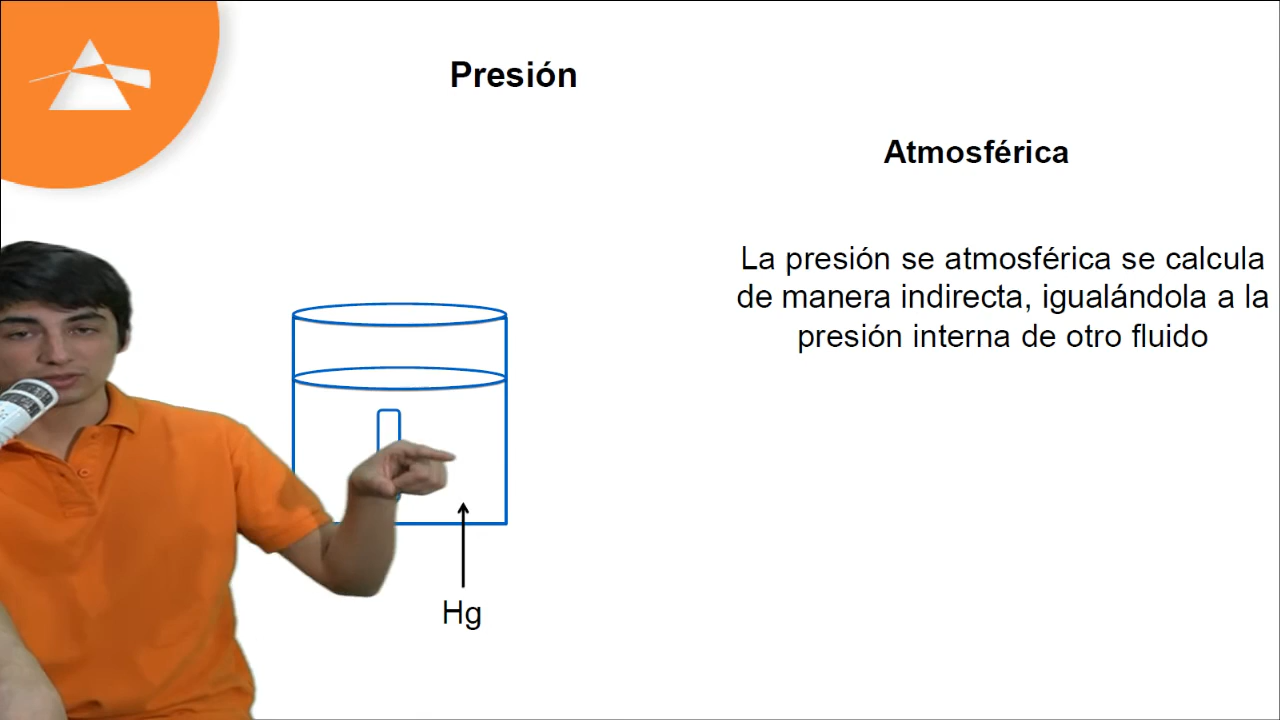 Presión
Atmosférica
La presión se atmosférica se calcula
de manera indirecta, igualándola a la
presión interna de otro fluido
Hg